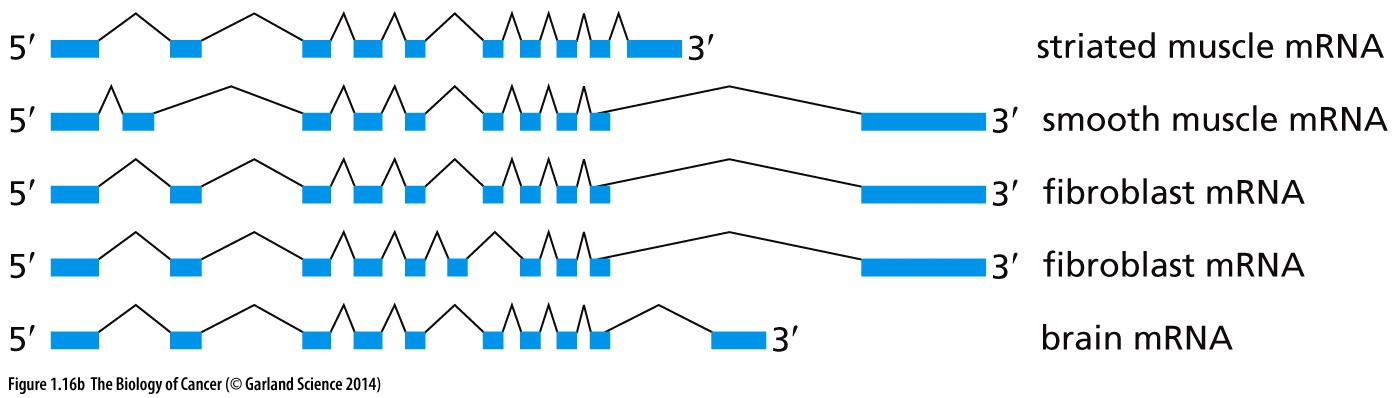 5′ 3′ striated muscle mRNA
5′ 3′ smooth muscle mRNA
5′ 3′ fibroblast mRNA
5′ 3′ fibroblast mRNA
5′ 3′ brain mRNA
Figure 1.16b The Biology of Cancer (© Garland Science 2014)